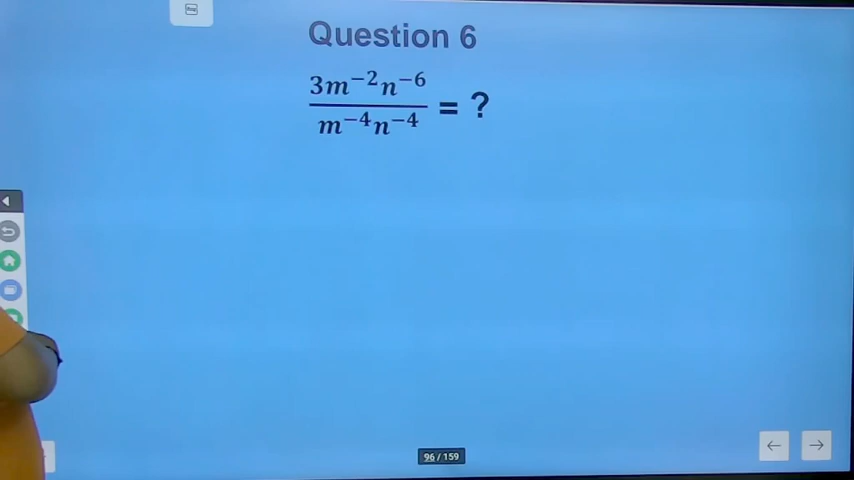 Question 6
3m⁻²n⁻⁶
m⁻⁴n⁻⁴
= ?
96 / 159